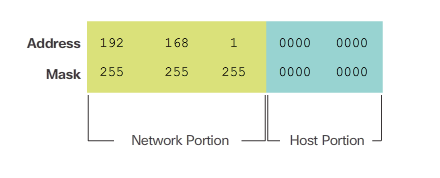 Address 192 168 1 0000 0000
Mask 255 255 255 0000 0000
Network Portion Host Portion